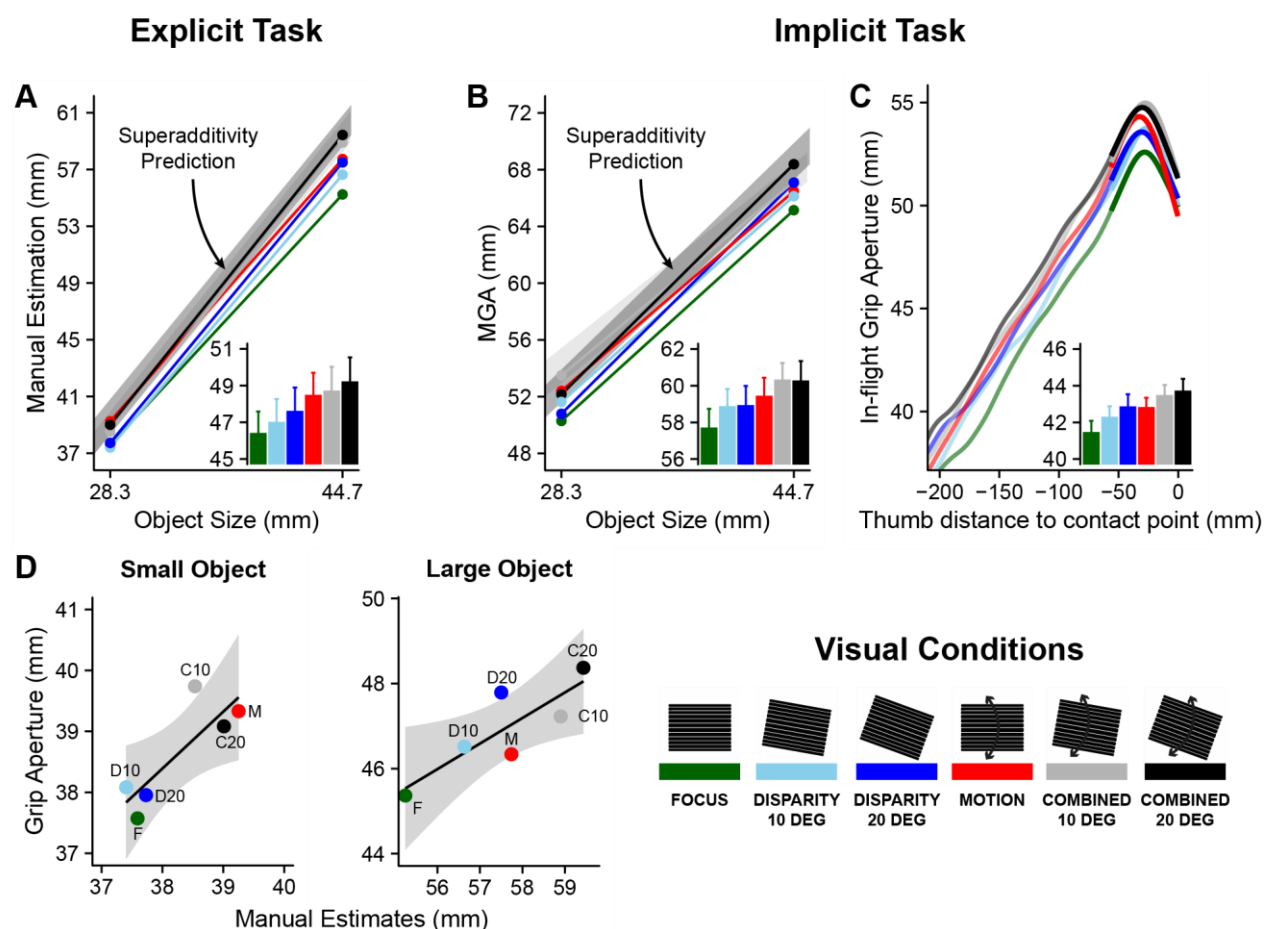 Explicit Task
Implicit Task
A
Manual Estimation (mm)
61
57
53
49
45
41
37
Superadditivity
Prediction
51
49
47
45
28.3
44.7
Object Size (mm)
B
MGA (mm)
72
68
64
60
56
52
48
Superadditivity
Prediction
62
60
58
56
28.3
44.7
Object Size (mm)
C
In-flight Grip Aperture (mm)
55
50
45
40
46
44
42
40
−200
−150
−100
−50
0
Thumb distance to contact point (mm)
D
Small Object
Grip Aperture (mm)
41
40
39
38
37
C10
M
C20
D10
D20
F
37
38
39
40
Large Object
50
48
46
44
C20
D20
C10
D10
M
F
56
57
58
59
Manual Estimates (mm)
Visual Conditions
FOCUS
DISPARITY
10 DEG
DISPARITY
20 DEG
MOTION
COMBINED
10 DEG
COMBINED
20 DEG